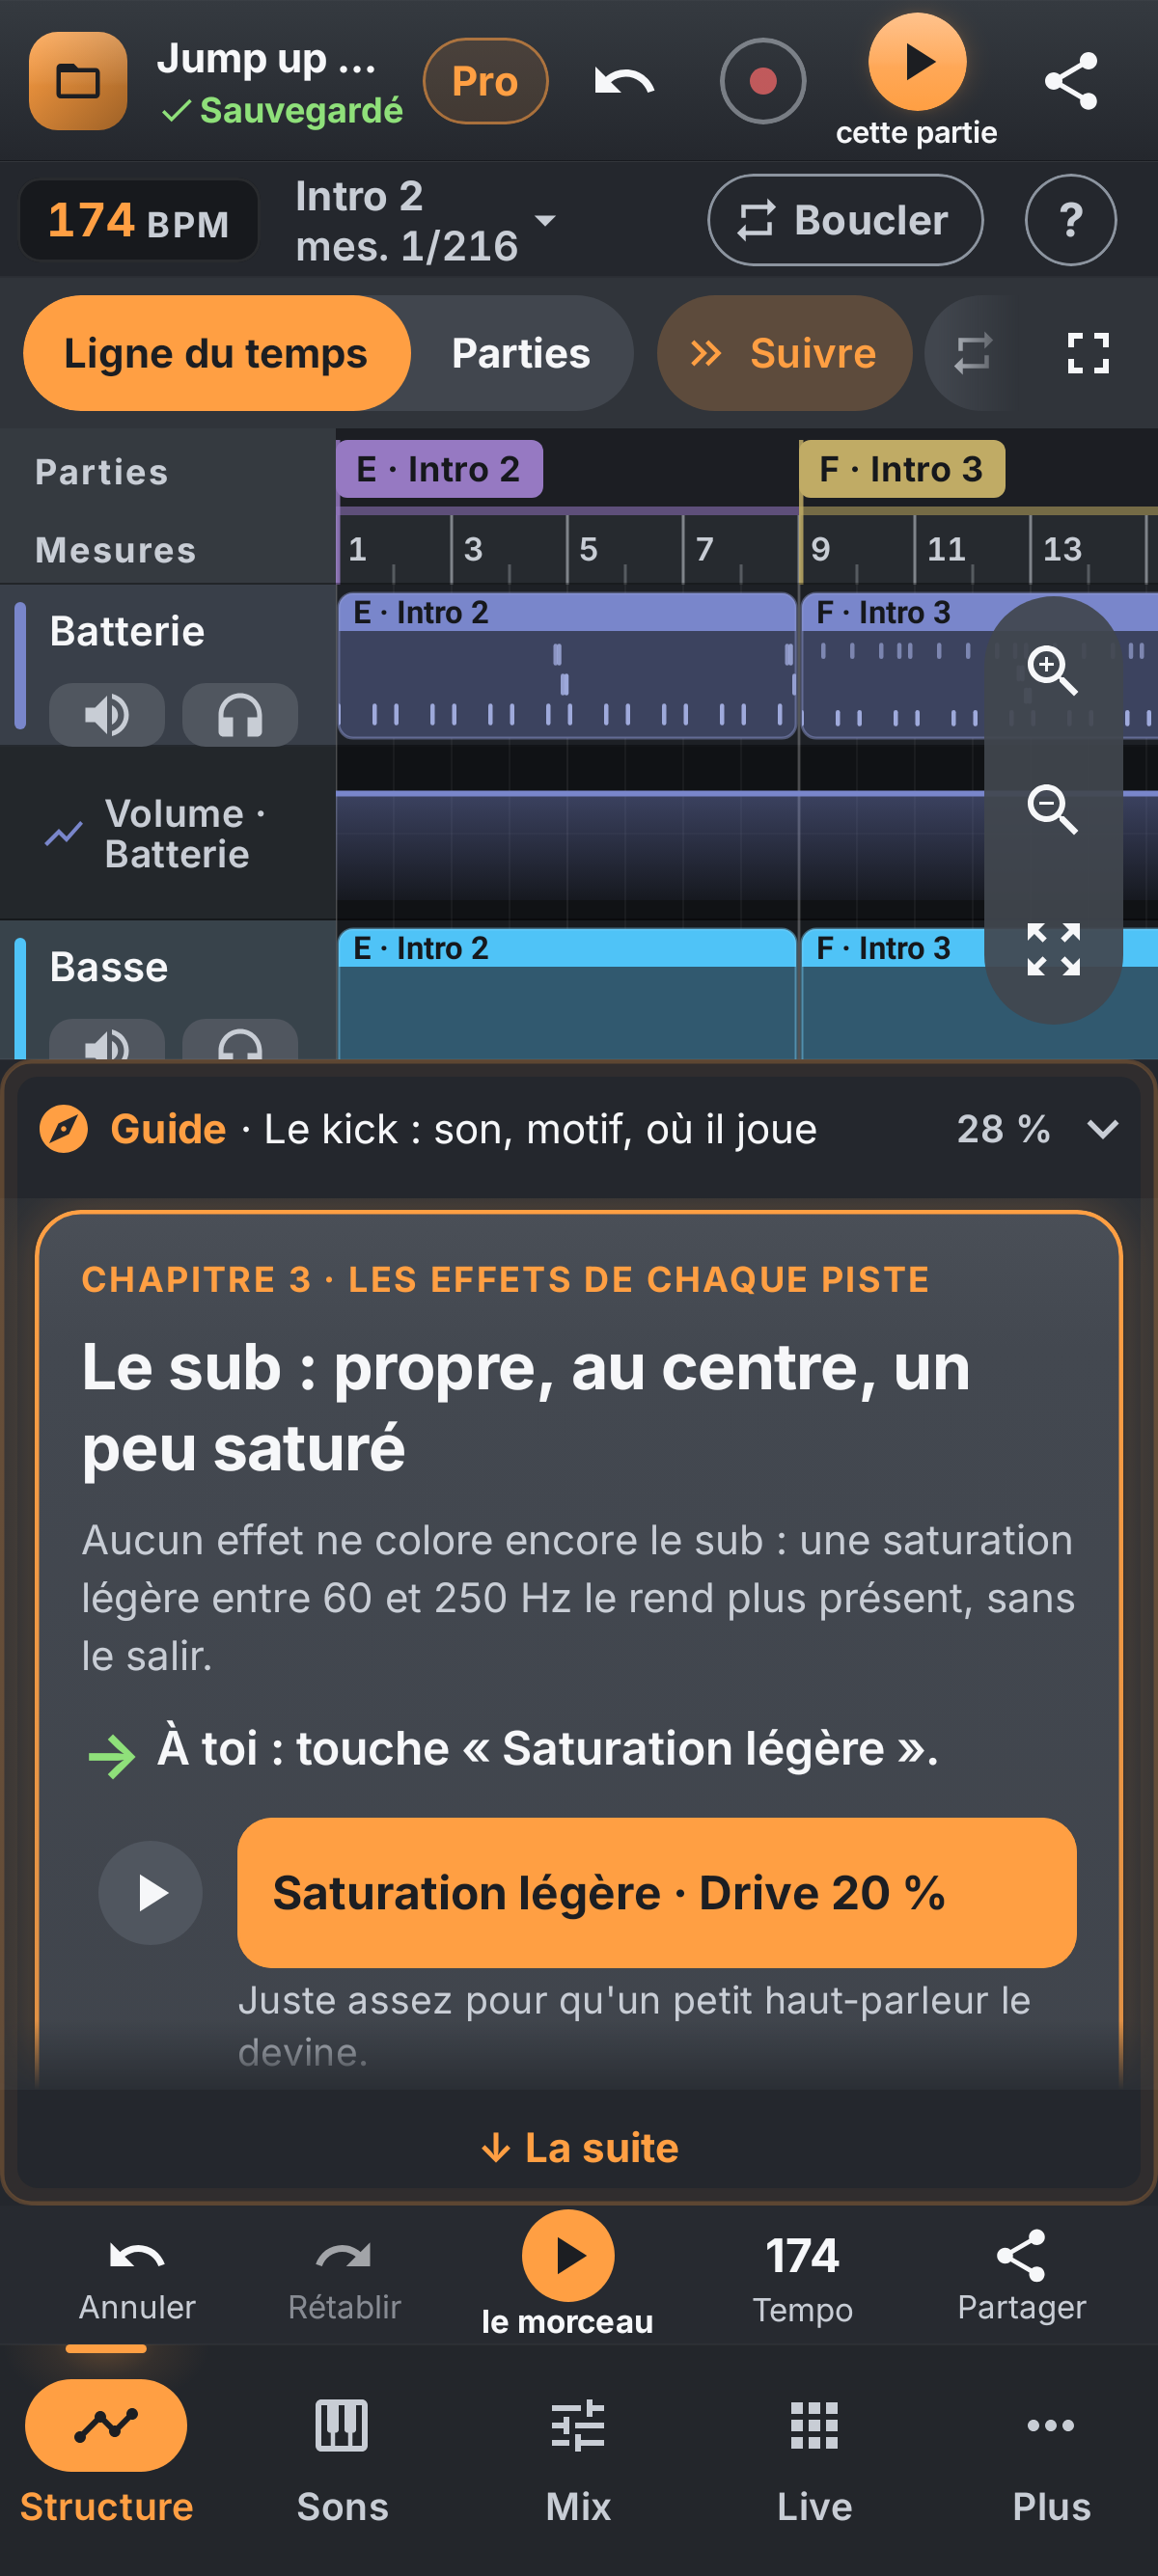 Jump up ...
Sauvegardé
Pro
cette partie
174 BPM
Intro 2
mes. 1/216
Boucler
?
Ligne du temps
Parties
Suivre
Parties
E · Intro 2
F · Intro 3
Mesures
1
3
5
7
9
11
13
Batterie
E · Intro 2
F · Intro 3
Volume ·
Batterie
Basse
E · Intro 2
F · Intro 3
Guide · Le kick : son, motif, où il joue
28 %
CHAPITRE 3 · LES EFFETS DE CHAQUE PISTE
Le sub : propre, au centre, un
peu saturé
Aucun effet ne colore encore le sub : une saturation
légère entre 60 et 250 Hz le rend plus présent, sans
le salir.
À toi : touche « Saturation légère ».
Saturation légère · Drive 20 %
Juste assez pour qu'un petit haut-parleur le
devine.
La suite
Annuler
Rétablir
le morceau
174
Tempo
Partager
Structure
Sons
Mix
Live
Plus